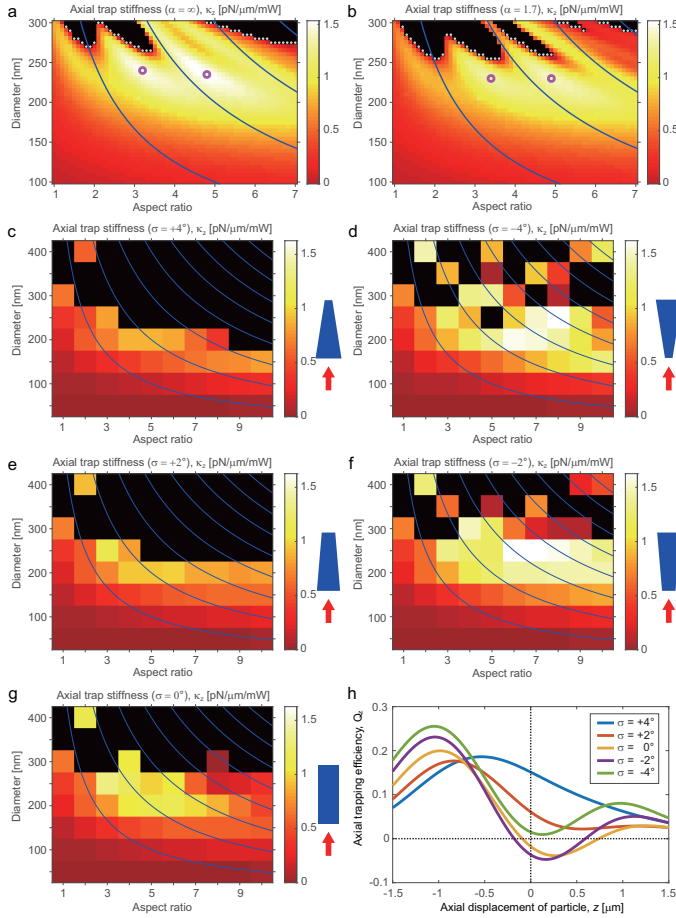 a
Axial trap stiffness (α = ∞), κz [pN/μm/mW]
300
250
200
150
100
Diameter [nm]
1 2 3 4 5 6 7
Aspect ratio
1.5
1
0.5
0
b
Axial trap stiffness (α = 1.7), κz [pN/μm/mW]
300
250
200
150
100
Diameter [nm]
1 2 3 4 5 6 7
Aspect ratio
1.5
1
0.5
0
c
Axial trap stiffness (σ = +4°), κz [pN/μm/mW]
400
300
200
100
Diameter [nm]
1 3 5 7 9
Aspect ratio
1.5
1
0.5
0
d
Axial trap stiffness (σ = -4°), κz [pN/μm/mW]
400
300
200
100
Diameter [nm]
1 3 5 7 9
Aspect ratio
1.5
1
0.5
0
e
Axial trap stiffness (σ = +2°), κz [pN/μm/mW]
400
300
200
100
Diameter [nm]
1 3 5 7 9
Aspect ratio
1.5
1
0.5
0
f
Axial trap stiffness (σ = -2°), κz [pN/μm/mW]
400
300
200
100
Diameter [nm]
1 3 5 7 9
Aspect ratio
1.5
1
0.5
0
g
Axial trap stiffness (σ = 0°), κz [pN/μm/mW]
400
300
200
100
Diameter [nm]
1 3 5 7 9
Aspect ratio
1.5
1
0.5
0
h
0.3
0.2
0.1
0
-0.1
Axial trapping efficiency, Qz
σ = +4°
σ = +2°
σ = 0°
σ = -2°
σ = -4°
-1.5 -1.0 -0.5 0 0.5 1 1.5
Axial displacement of particle, z [μm]